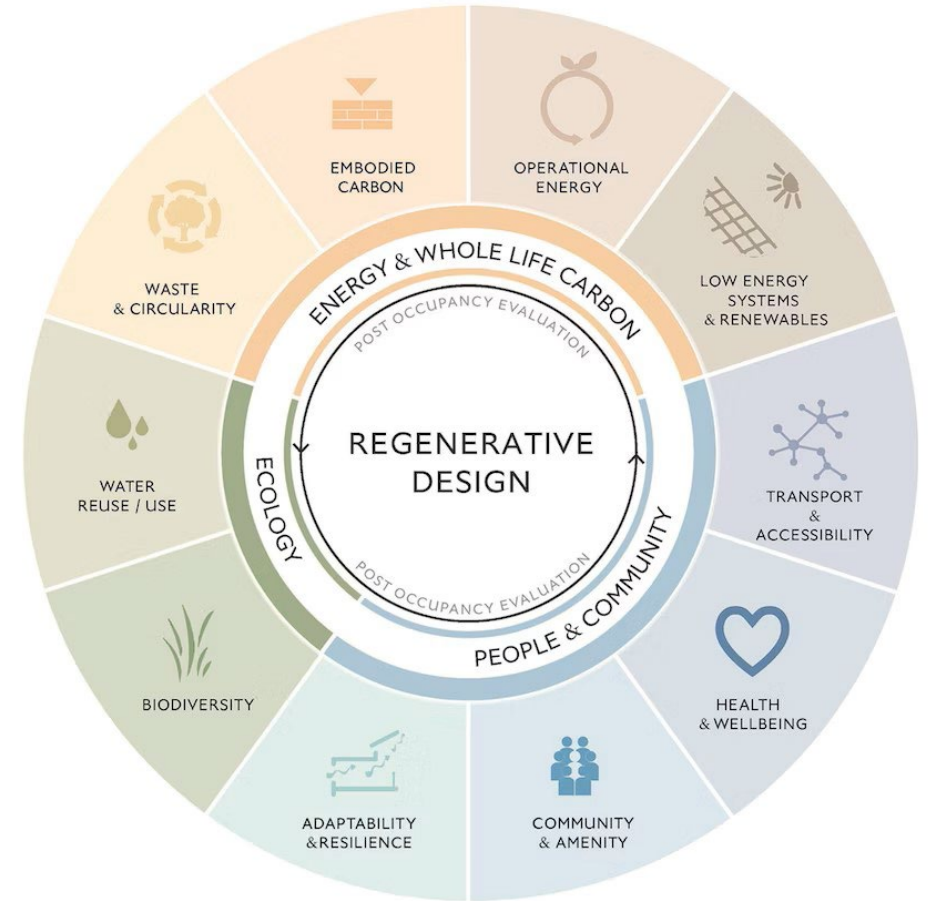 EMBODIED
CARBON
OPERATIONAL
ENERGY
LOW ENERGY
SYSTEMS
& RENEWABLES
TRANSPORT
&
ACCESSIBILITY
HEALTH
& WELLBEING
COMMUNITY
& AMENITY
ADAPTABILITY
&RESILIENCE
BIODIVERSITY
WATER
REUSE / USE
WASTE
& CIRCULARITY
ENERGY & WHOLE LIFE CARBON
PEOPLE & COMMUNITY
ECOLOGY
POST OCCUPANCY EVALUATION
REGENERATIVE
DESIGN
POST OCCUPANCY EVALUATION